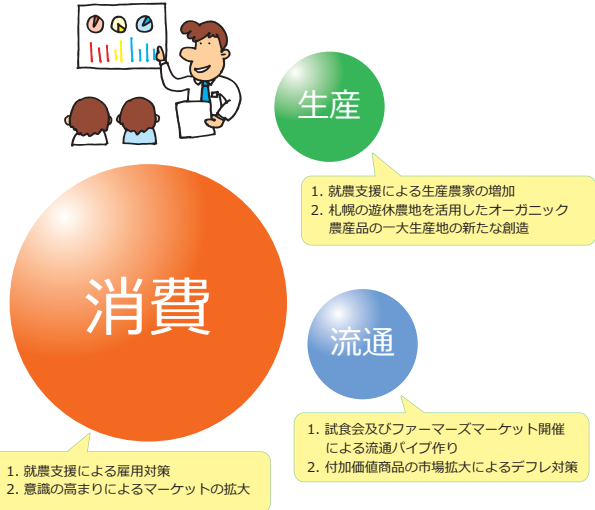 生産
1. 就農支援による生産農家の増加
2. 札幌の遊休農地を活用したオーガニック
農産品の一大生産地の新たな創造
消費
流通
1. 試食会及びファーマーズマーケット開催
による流通パイプ作り
2. 付加価値商品の市場拡大によるデフレ対策
1. 就農支援による雇用対策
2. 意識の高まりによるマーケットの拡大